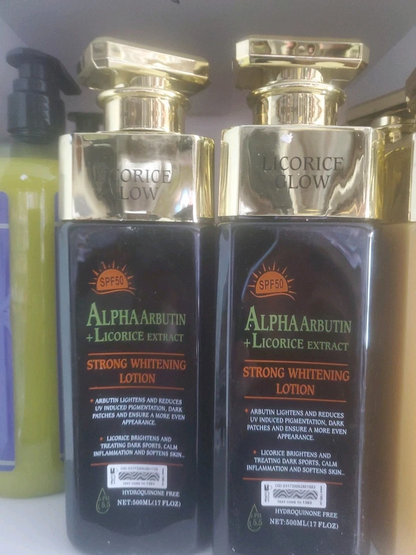 LICORICE
GLOW
SPF50
ALPHA ARBUTIN
+LICORICE EXTRACT
STRONG WHITENING
LOTION
ARBUTIN LIGHTENS AND REDUCES
UV INDUCED PIGMENTATION, DARK
PATCHES AND ENSURE A MORE EVEN
APPEARANCE.
LICORICE BRIGHTENS AND
TREATING DARK SPORTS, CALM
INFLAMMATION AND SOFTENS SKIN..
HYDROQUINONE FREE
NET:500ML(17 FLOZ)
LICORICE
GLOW
SPF50
ALPHA ARBUTIN
+LICORICE EXTRACT
STRONG WHITENING
LOTION
ARBUTIN LIGHTENS AND REDUCES
UV INDUCED PIGMENTATION, DARK
PATCHES AND ENSURE A MORE EVEN
APPEARANCE.
LICORICE BRIGHTENS AND
TREATING DARK SPORTS, CALM
INFLAMMATION AND SOFTENS SKIN..
HYDROQUINONE FREE
NET:500ML(17 FLOZ)